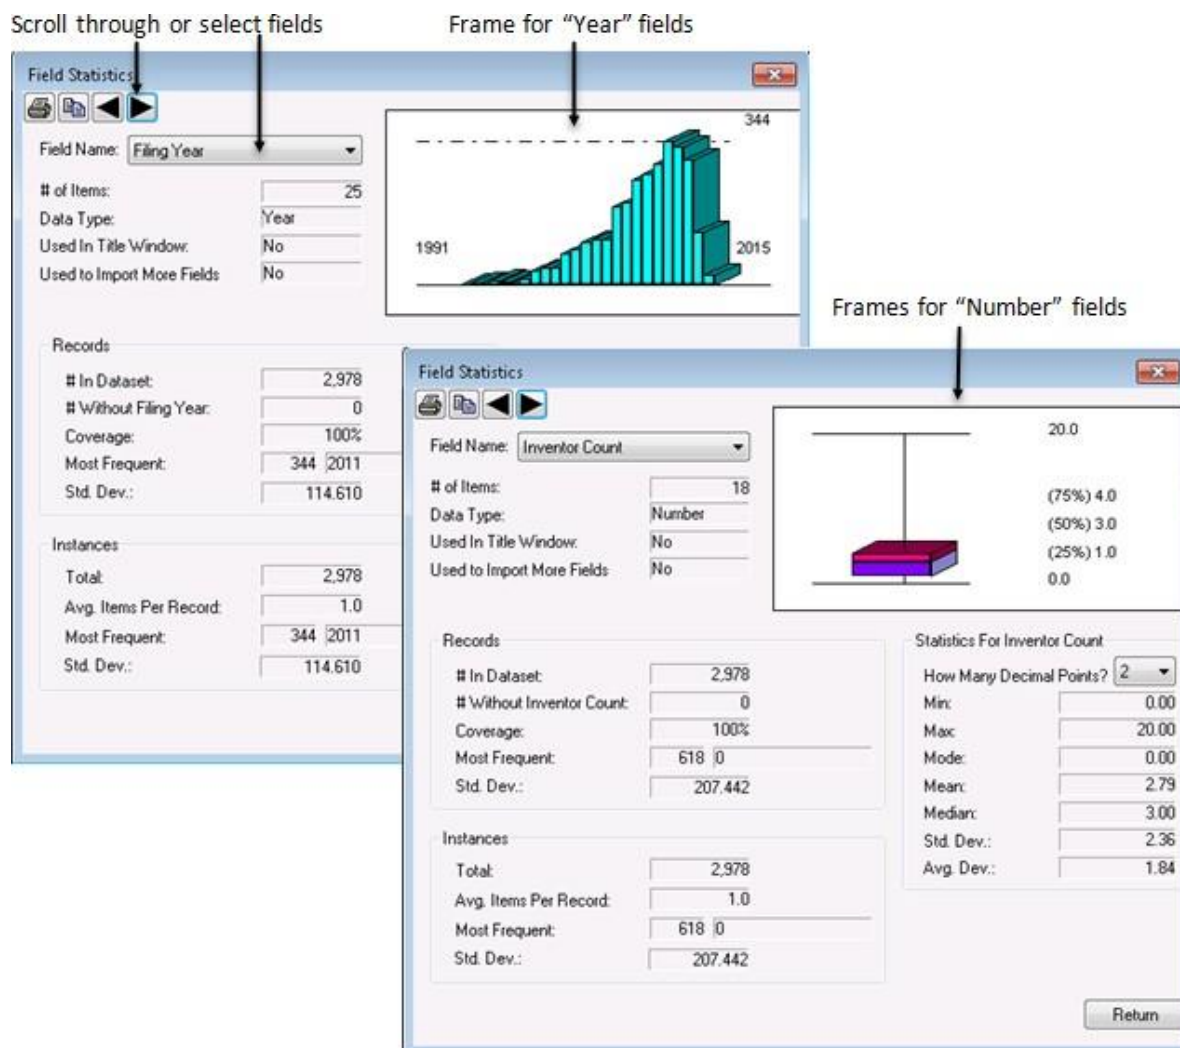 Scroll through or select fields
Frame for “Year” fields
Field Statistics
Field Name: Filing Year
# of Items: 25
Data Type: Year
Used In Title Window: No
Used to Import More Fields No
344
1991
2015
Records
# In Dataset: 2,978
# Without Filing Year: 0
Coverage: 100%
Most Frequent: 344 2011
Std. Dev.: 114.610
Instances
Total: 2,978
Avg. Items Per Record: 1.0
Most Frequent: 344 2011
Std. Dev.: 114.610
Frames for “Number” fields
Field Statistics
Field Name: Inventor Count
# of Items: 18
Data Type: Number
Used In Title Window: No
Used to Import More Fields No
20.0
(75%) 4.0
(50%) 3.0
(25%) 1.0
0.0
Records
# In Dataset: 2,978
# Without Inventor Count: 0
Coverage: 100%
Most Frequent: 618 0
Std. Dev.: 207.442
Instances
Total: 2,978
Avg. Items Per Record: 1.0
Most Frequent: 618 0
Std. Dev.: 207.442
Statistics For Inventor Count
How Many Decimal Points? 2
Min: 0.00
Max: 20.00
Mode: 0.00
Mean: 2.79
Median: 3.00
Std. Dev.: 2.36
Avg. Dev.: 1.84
Return